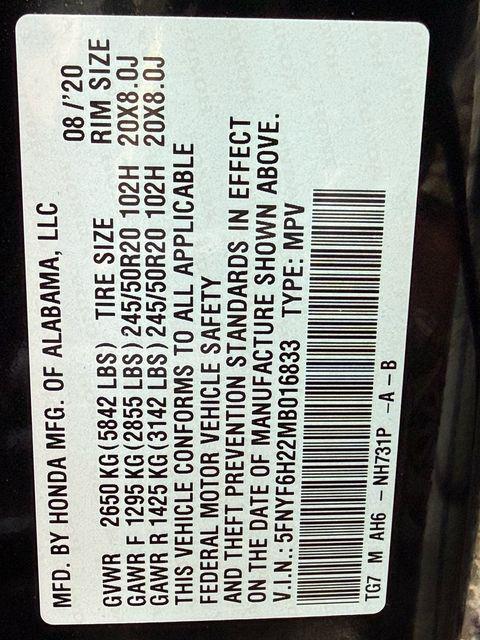 MFD. BY HONDA MFG. OF ALABAMA, LLC 08/'20
GVWR 2650 KG (5842 LBS) TIRE SIZE RIM SIZE
GAWR F 1295 KG (2855 LBS) 245/50R20 102H 20X8.0J
GAWR R 1425 KG (3142 LBS) 245/50R20 102H 20X8.0J
THIS VEHICLE CONFORMS TO ALL APPLICABLE
FEDERAL MOTOR VEHICLE SAFETY
AND THEFT PREVENTION STANDARDS IN EFFECT
ON THE DATE OF MANUFACTURE SHOWN ABOVE.
V.I.N.: 5FNYF6H22MB016833 TYPE: MPV
TG7 M AH6 - NH731P -A-B